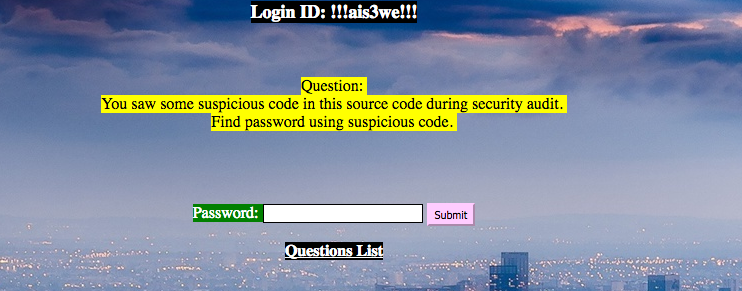 Login ID: !!!ais3we!!!
Question:
You saw some suspicious code in this source code during security audit.
Find password using suspicious code.
Password:
Submit
Questions List